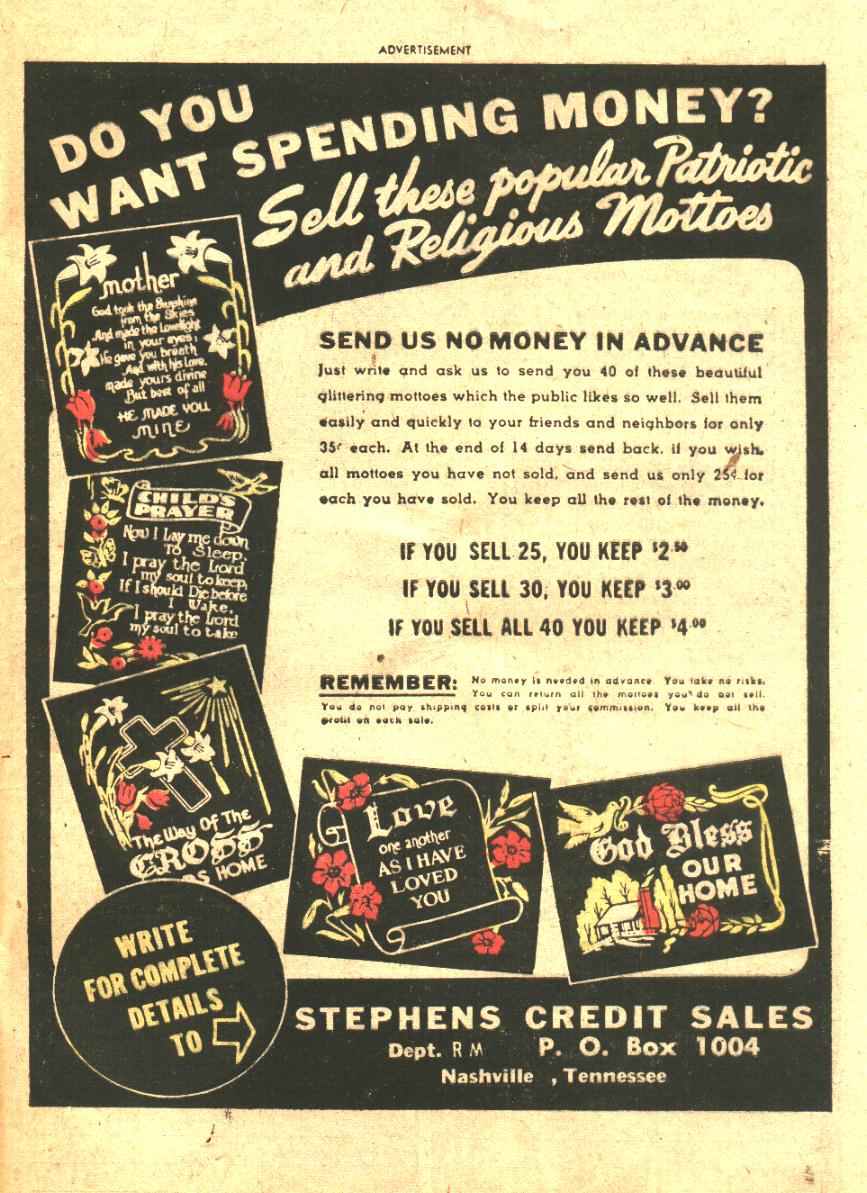 ADVERTISEMENT
DO YOU
WANT SPENDING MONEY?
Sell these popular Patriotic
and Religious Mottoes
mother
God took the Sunshine
from the Skies
And made the Lovelight
in your eyes;
He gave you breath
And with his Love,
made yours divine
But best of all
HE MADE YOU
MINE
SEND US NO MONEY IN ADVANCE
Just write and ask us to send you 40 of these beautiful
glittering mottoes which the public likes so well. Sell them
easily and quickly to your friends and neighbors for only
35¢ each. At the end of 14 days send back, if you wish,
all mottoes you have not sold, and send us only 25¢ for
each you have sold. You keep all the rest of the money.
IF YOU SELL 25, YOU KEEP $2.50
IF YOU SELL 30, YOU KEEP $3.00
IF YOU SELL ALL 40 YOU KEEP $4.00
REMEMBER: No money is needed in advance. You take no risks.
You can return all the mottoes you do not sell.
You do not pay shipping costs or split your commission. You keep all the
profit on each sale.
CHILD'S
PRAYER
Now I Lay me down
To Sleep,
I pray the Lord
my soul to keep,
If I should Die before
I Wake,
I pray the Lord
my soul to take
The Way Of The
CROSS
DS HOME
Love
one another
AS I HAVE
LOVED
YOU
God Bless
OUR
HOME
WRITE
FOR COMPLETE
DETAILS
TO
STEPHENS CREDIT SALES
Dept. R M P. O. Box 1004
Nashville , Tennessee